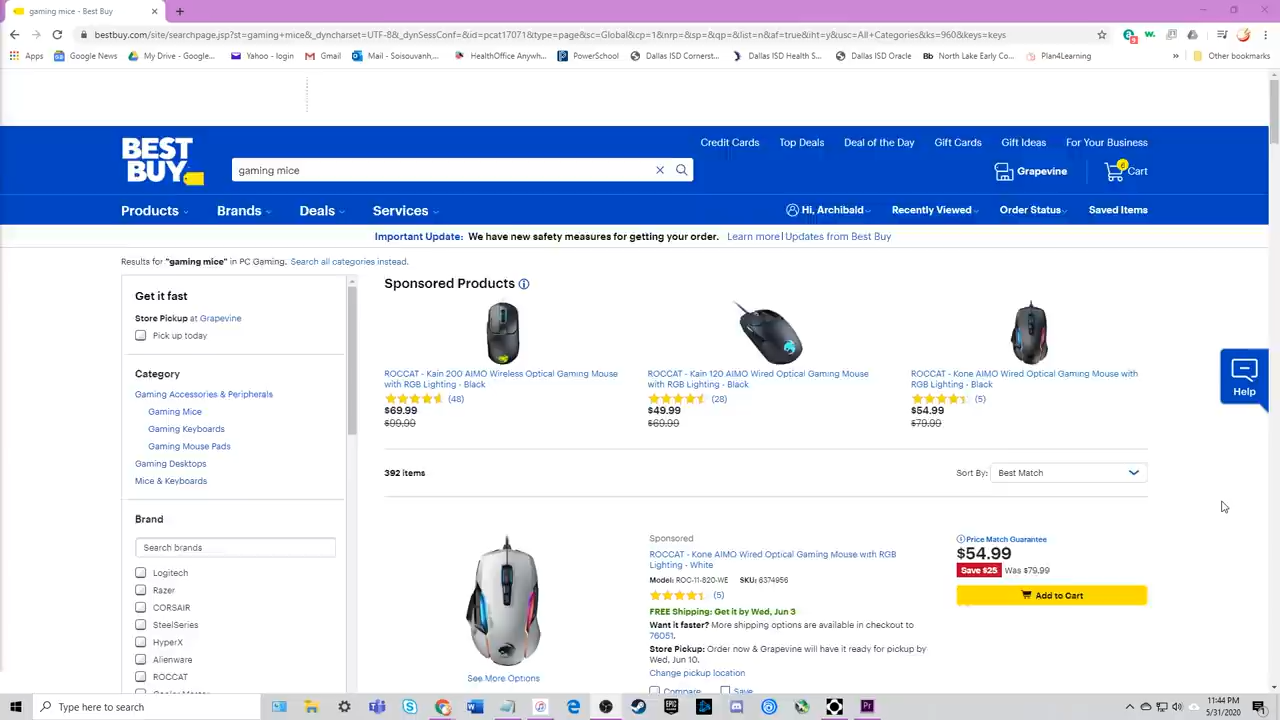 gaming mice - Best Buy
bestbuy.com/site/searchpage.jsp?st=gaming+mice&_dyncharset=UTF-8&_dynSessConf=&id=pcat17071&type=page&sc=Global&cp=1&nrp=&sp=&qp=&list=n&af=true&iht=y&usc=All+Categories&ks=960&keys=keys
Apps Google News My Drive - Google... Yahoo - login Gmail Mail - Soisouvanh,... HealthOffice Anywh... PowerSchool Dallas ISD Cornerst... Dallas ISD Health S... Dallas ISD Oracle Bb North Lake Early Co... Plan4Learning » Other bookmarks
Credit Cards Top Deals Deal of the Day Gift Cards Gift Ideas For Your Business
BEST
BUY
gaming mice
Grapevine
6
Cart
Products Brands Deals Services Hi, Archibald Recently Viewed Order Status Saved Items
Important Update: We have new safety measures for getting your order. Learn more | Updates from Best Buy
Results for "gaming mice" in PC Gaming. Search all categories instead.
Get it fast
Store Pickup at Grapevine
Pick up today
Category
Gaming Accessories & Peripherals
Gaming Mice
Gaming Keyboards
Gaming Mouse Pads
Gaming Desktops
Mice & Keyboards
Brand
Search brands
Logitech
Razer
CORSAIR
SteelSeries
HyperX
Alienware
ROCCAT
Sponsored Products
ROCCAT - Kain 200 AIMO Wireless Optical Gaming Mouse
with RGB Lighting - Black
(48)
$69.99
$99.99
ROCCAT - Kain 120 AIMO Wired Optical Gaming Mouse
with RGB Lighting - Black
(28)
$49.99
$69.99
ROCCAT - Kone AIMO Wired Optical Gaming Mouse with
RGB Lighting - Black
(5)
$54.99
$79.99
Help
392 items
Sort By: Best Match
See More Options
Sponsored
ROCCAT - Kone AIMO Wired Optical Gaming Mouse with RGB
Lighting - White
Model: ROC-11-820-WE SKU: 6374956
(5)
FREE Shipping: Get it by Wed, Jun 3
Want it faster? More shipping options are available in checkout to
76051.
Store Pickup: Order now & Grapevine will have it ready for pickup by
Wed, Jun 10.
Change pickup location
Compare Save
Price Match Guarantee
$54.99
Save $25 Was $79.99
Add to Cart
Type here to search
11:44 PM
5/31/2020